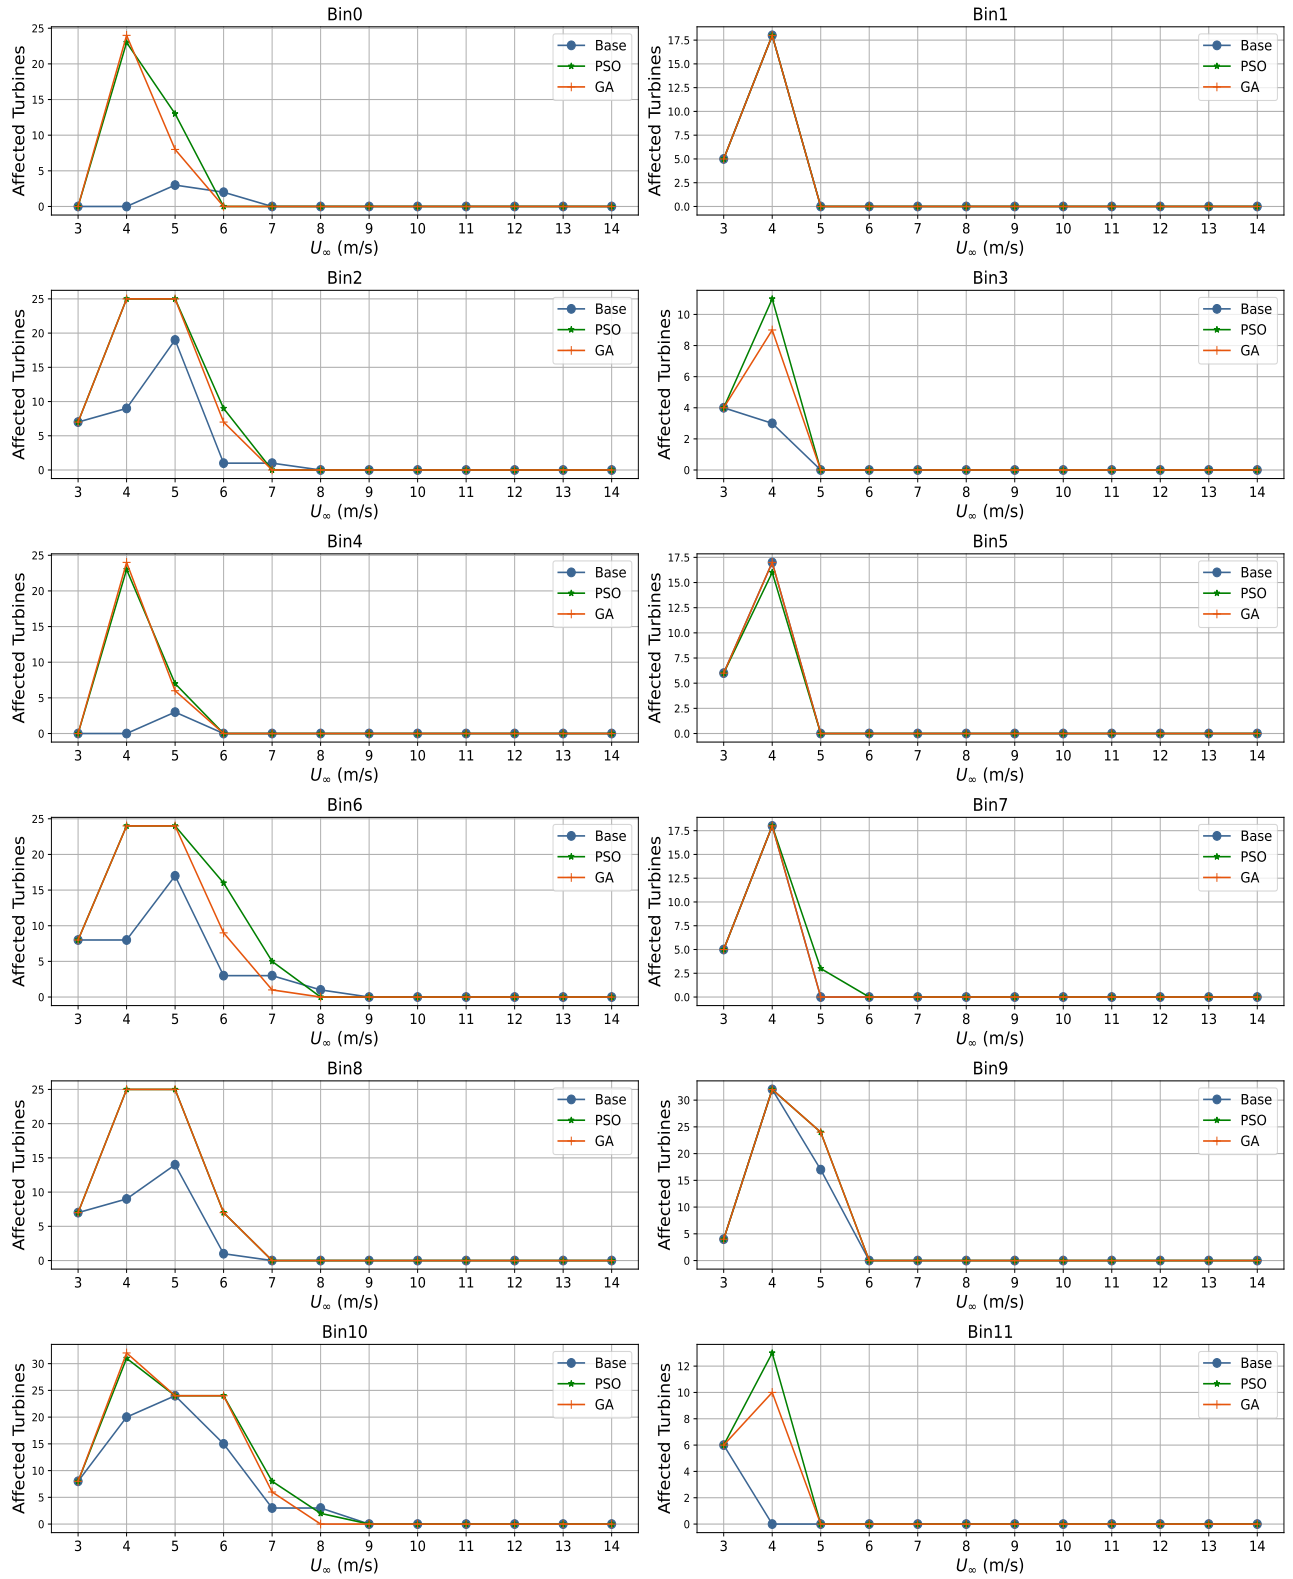 Bin0
Affected Turbines
25
20
15
10
5
0
Base
PSO
GA
3 4 5 6 7 8 9 10 11 12 13 14
U∞ (m/s)
Bin1
Affected Turbines
17.5
15.0
12.5
10.0
7.5
5.0
2.5
0.0
Base
PSO
GA
3 4 5 6 7 8 9 10 11 12 13 14
U∞ (m/s)
Bin2
Affected Turbines
25
20
15
10
5
0
Base
PSO
GA
3 4 5 6 7 8 9 10 11 12 13 14
U∞ (m/s)
Bin3
Affected Turbines
10
8
6
4
2
0
Base
PSO
GA
3 4 5 6 7 8 9 10 11 12 13 14
U∞ (m/s)
Bin4
Affected Turbines
25
20
15
10
5
0
Base
PSO
GA
3 4 5 6 7 8 9 10 11 12 13 14
U∞ (m/s)
Bin5
Affected Turbines
17.5
15.0
12.5
10.0
7.5
5.0
2.5
0.0
Base
PSO
GA
3 4 5 6 7 8 9 10 11 12 13 14
U∞ (m/s)
Bin6
Affected Turbines
25
20
15
10
5
0
Base
PSO
GA
3 4 5 6 7 8 9 10 11 12 13 14
U∞ (m/s)
Bin7
Affected Turbines
17.5
15.0
12.5
10.0
7.5
5.0
2.5
0.0
Base
PSO
GA
3 4 5 6 7 8 9 10 11 12 13 14
U∞ (m/s)
Bin8
Affected Turbines
25
20
15
10
5
0
Base
PSO
GA
3 4 5 6 7 8 9 10 11 12 13 14
U∞ (m/s)
Bin9
Affected Turbines
30
25
20
15
10
5
0
Base
PSO
GA
3 4 5 6 7 8 9 10 11 12 13 14
U∞ (m/s)
Bin10
Affected Turbines
30
25
20
15
10
5
0
Base
PSO
GA
3 4 5 6 7 8 9 10 11 12 13 14
U∞ (m/s)
Bin11
Affected Turbines
12
10
8
6
4
2
0
Base
PSO
GA
3 4 5 6 7 8 9 10 11 12 13 14
U∞ (m/s)